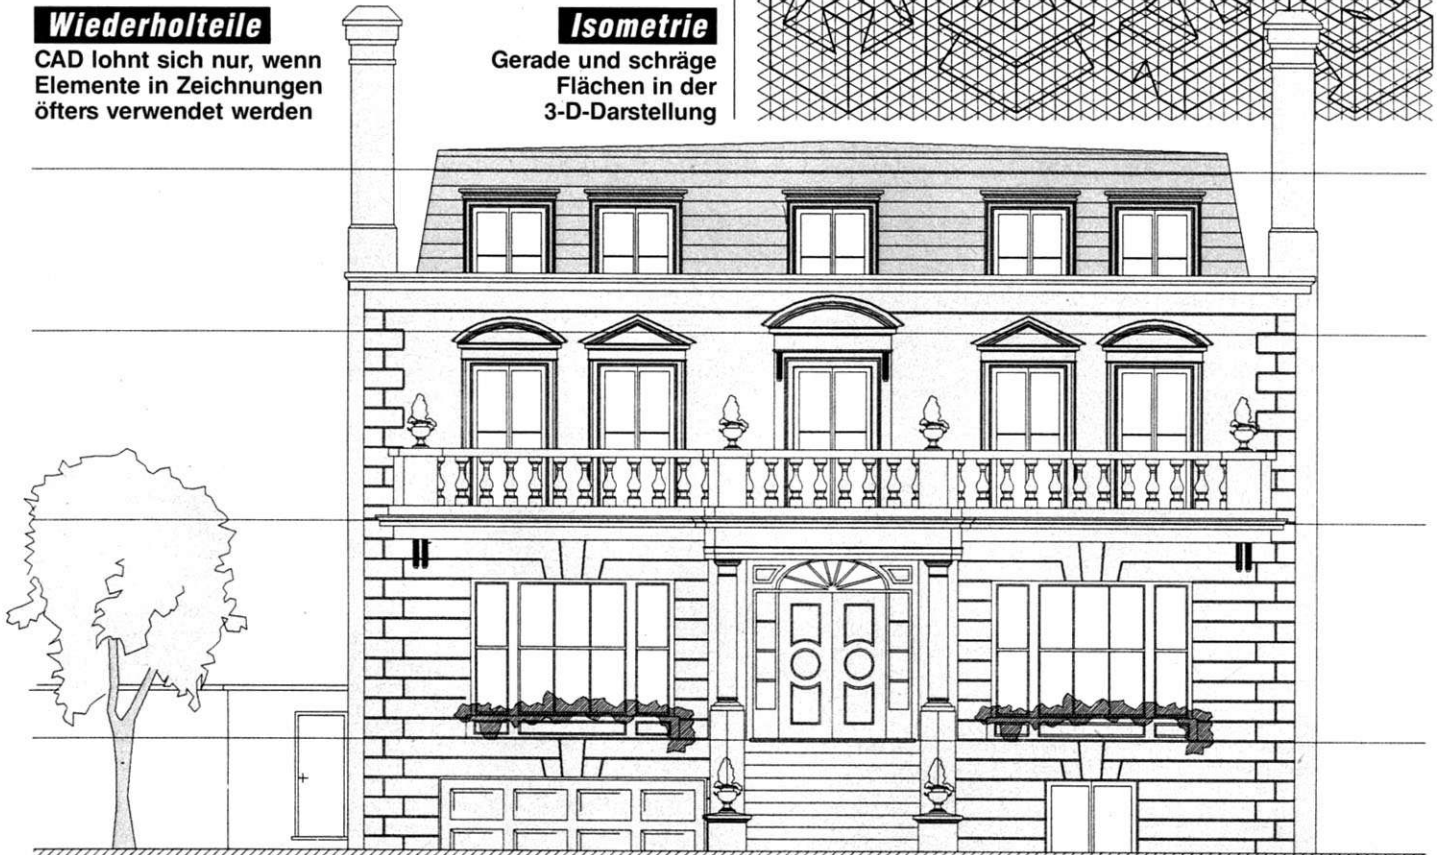 Wiederholteile
CAD lohnt sich nur, wenn
Elemente in Zeichnungen
öfters verwendet werden
Isometrie
Gerade und schräge
Flächen in der
3-D-Darstellung